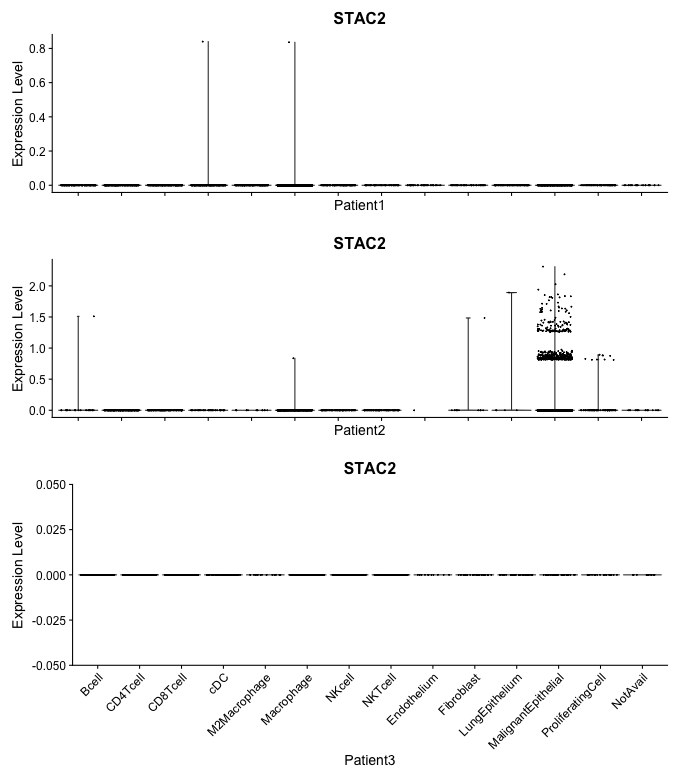 STAC2
Expression Level
0.8
0.6
0.4
0.2
0.0
Patient1
STAC2
Expression Level
2.0
1.5
1.0
0.5
0.0
Patient2
STAC2
Expression Level
0.050
0.025
0.000
-0.025
-0.050
Bcell
CD4Tcell
CD8Tcell
cDC
M2Macrophage
Macrophage
NKcell
NKTcell
Endothelium
Fibroblast
LungEpithelium
MalignantEpithelial
ProliferatingCell
NotAvail
Patient3